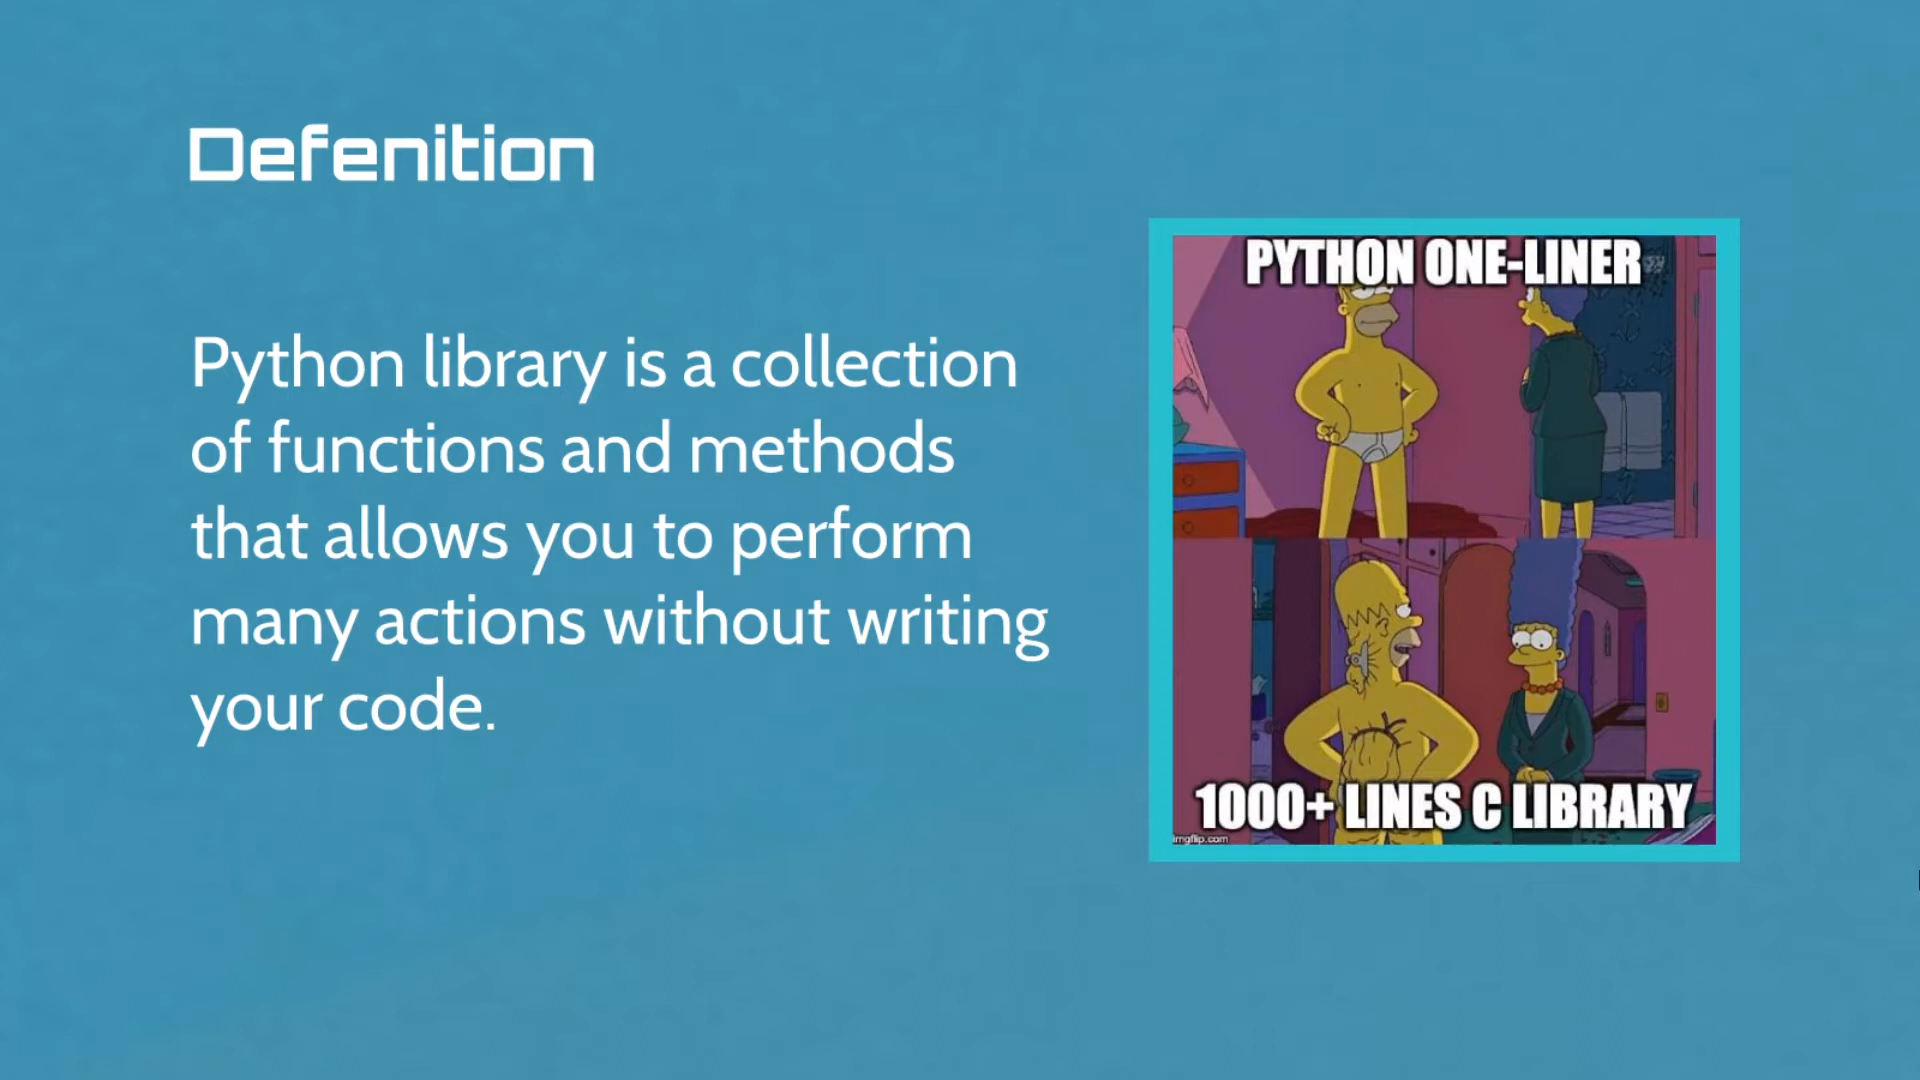 Defenition
Python library is a collection
of functions and methods
that allows you to perform
many actions without writing
your code.
PYTHON ONE-LINER
1000+ LINES C LIBRARY
imgflip.com